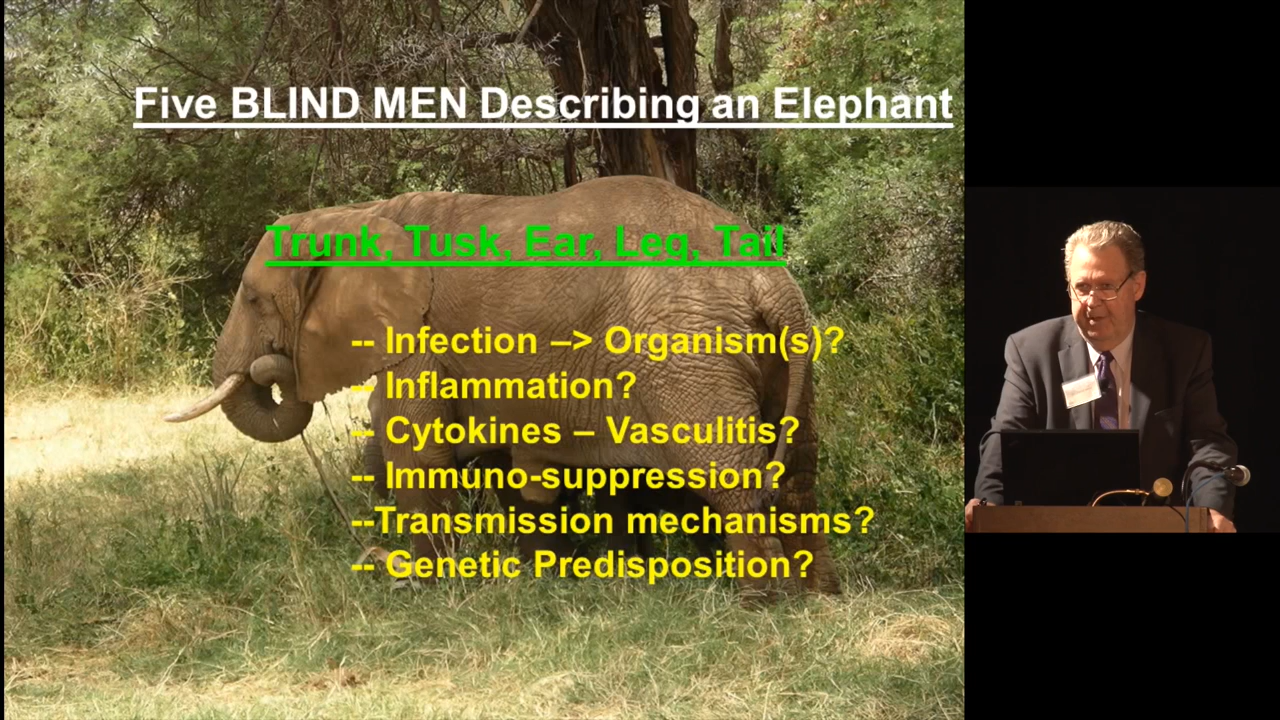 Five BLIND MEN Describing an Elephant
Trunk, Tusk, Ear, Leg, Tail
-- Infection –> Organism(s)?
-- Inflammation?
-- Cytokines – Vasculitis?
-- Immuno-suppression?
--Transmission mechanisms?
-- Genetic Predisposition?